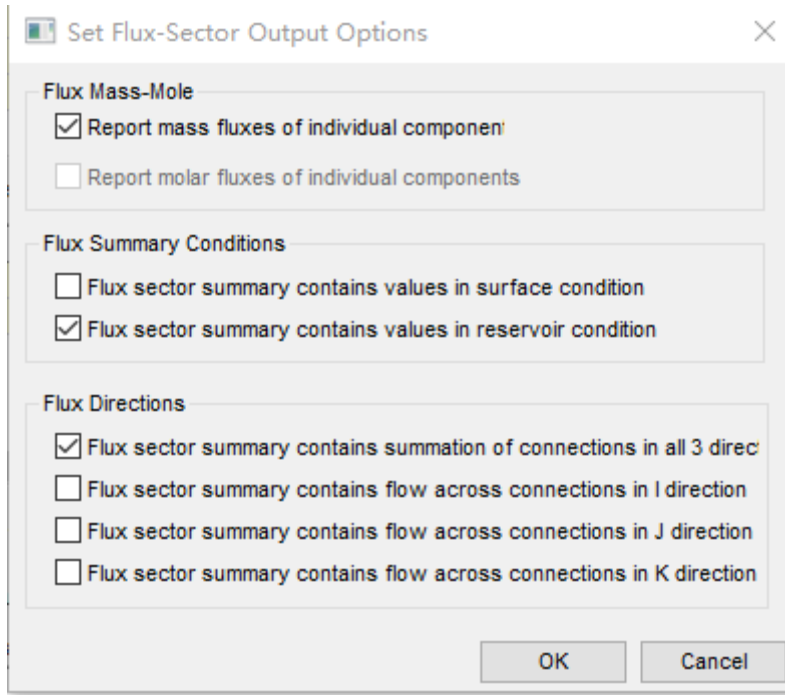 Set Flux-Sector Output Options
Flux Mass-Mole
Report mass fluxes of individual component
Report molar fluxes of individual components
Flux Summary Conditions
Flux sector summary contains values in surface condition
Flux sector summary contains values in reservoir condition
Flux Directions
Flux sector summary contains summation of connections in all 3 direc
Flux sector summary contains flow across connections in I direction
Flux sector summary contains flow across connections in J direction
Flux sector summary contains flow across connections in K direction
OK
Cancel